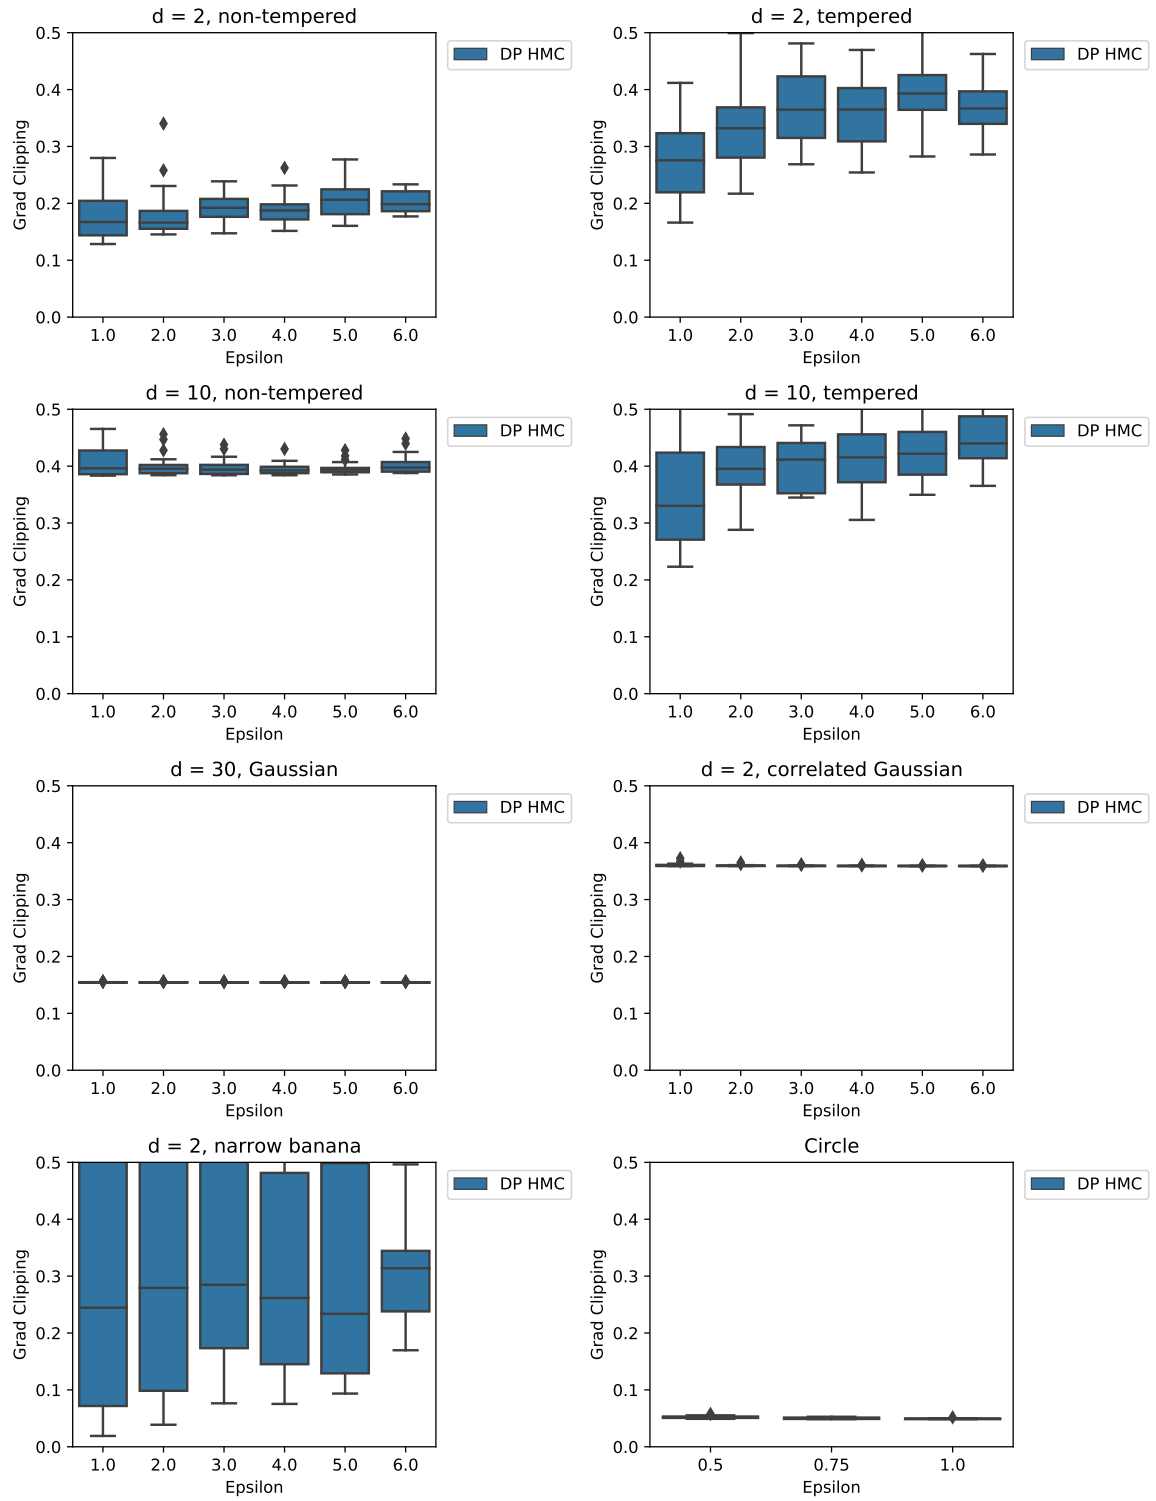 d = 2, non-tempered
0.5
0.4
0.3
0.2
0.1
0.0
Grad Clipping
1.0 2.0 3.0 4.0 5.0 6.0
Epsilon
DP HMC
d = 2, tempered
0.5
0.4
0.3
0.2
0.1
0.0
Grad Clipping
1.0 2.0 3.0 4.0 5.0 6.0
Epsilon
DP HMC
d = 10, non-tempered
0.5
0.4
0.3
0.2
0.1
0.0
Grad Clipping
1.0 2.0 3.0 4.0 5.0 6.0
Epsilon
DP HMC
d = 10, tempered
0.5
0.4
0.3
0.2
0.1
0.0
Grad Clipping
1.0 2.0 3.0 4.0 5.0 6.0
Epsilon
DP HMC
d = 30, Gaussian
0.5
0.4
0.3
0.2
0.1
0.0
Grad Clipping
1.0 2.0 3.0 4.0 5.0 6.0
Epsilon
DP HMC
d = 2, correlated Gaussian
0.5
0.4
0.3
0.2
0.1
0.0
Grad Clipping
1.0 2.0 3.0 4.0 5.0 6.0
Epsilon
DP HMC
d = 2, narrow banana
0.5
0.4
0.3
0.2
0.1
0.0
Grad Clipping
1.0 2.0 3.0 4.0 5.0 6.0
Epsilon
DP HMC
Circle
0.5
0.4
0.3
0.2
0.1
0.0
Grad Clipping
0.5 0.75 1.0
Epsilon
DP HMC